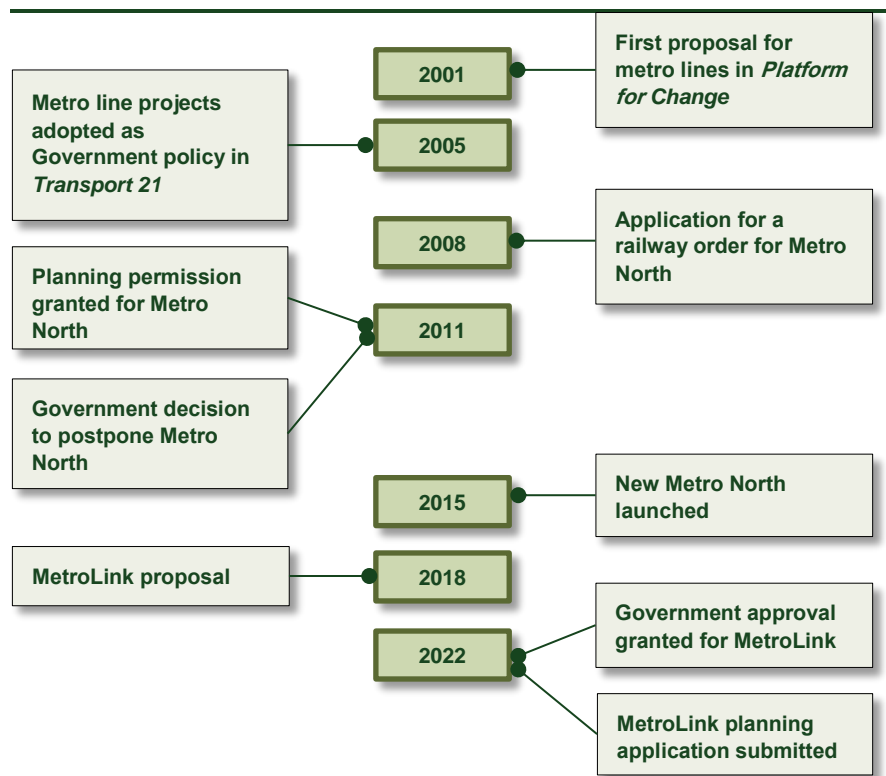 2001
First proposal for
metro lines in Platform
for Change
Metro line projects
adopted as
Government policy in
Transport 21
2005
2008
Application for a
railway order for Metro
North
Planning permission
granted for Metro
North
2011
Government decision
to postpone Metro
North
2015
New Metro North
launched
MetroLink proposal
2018
2022
Government approval
granted for MetroLink
MetroLink planning
application submitted